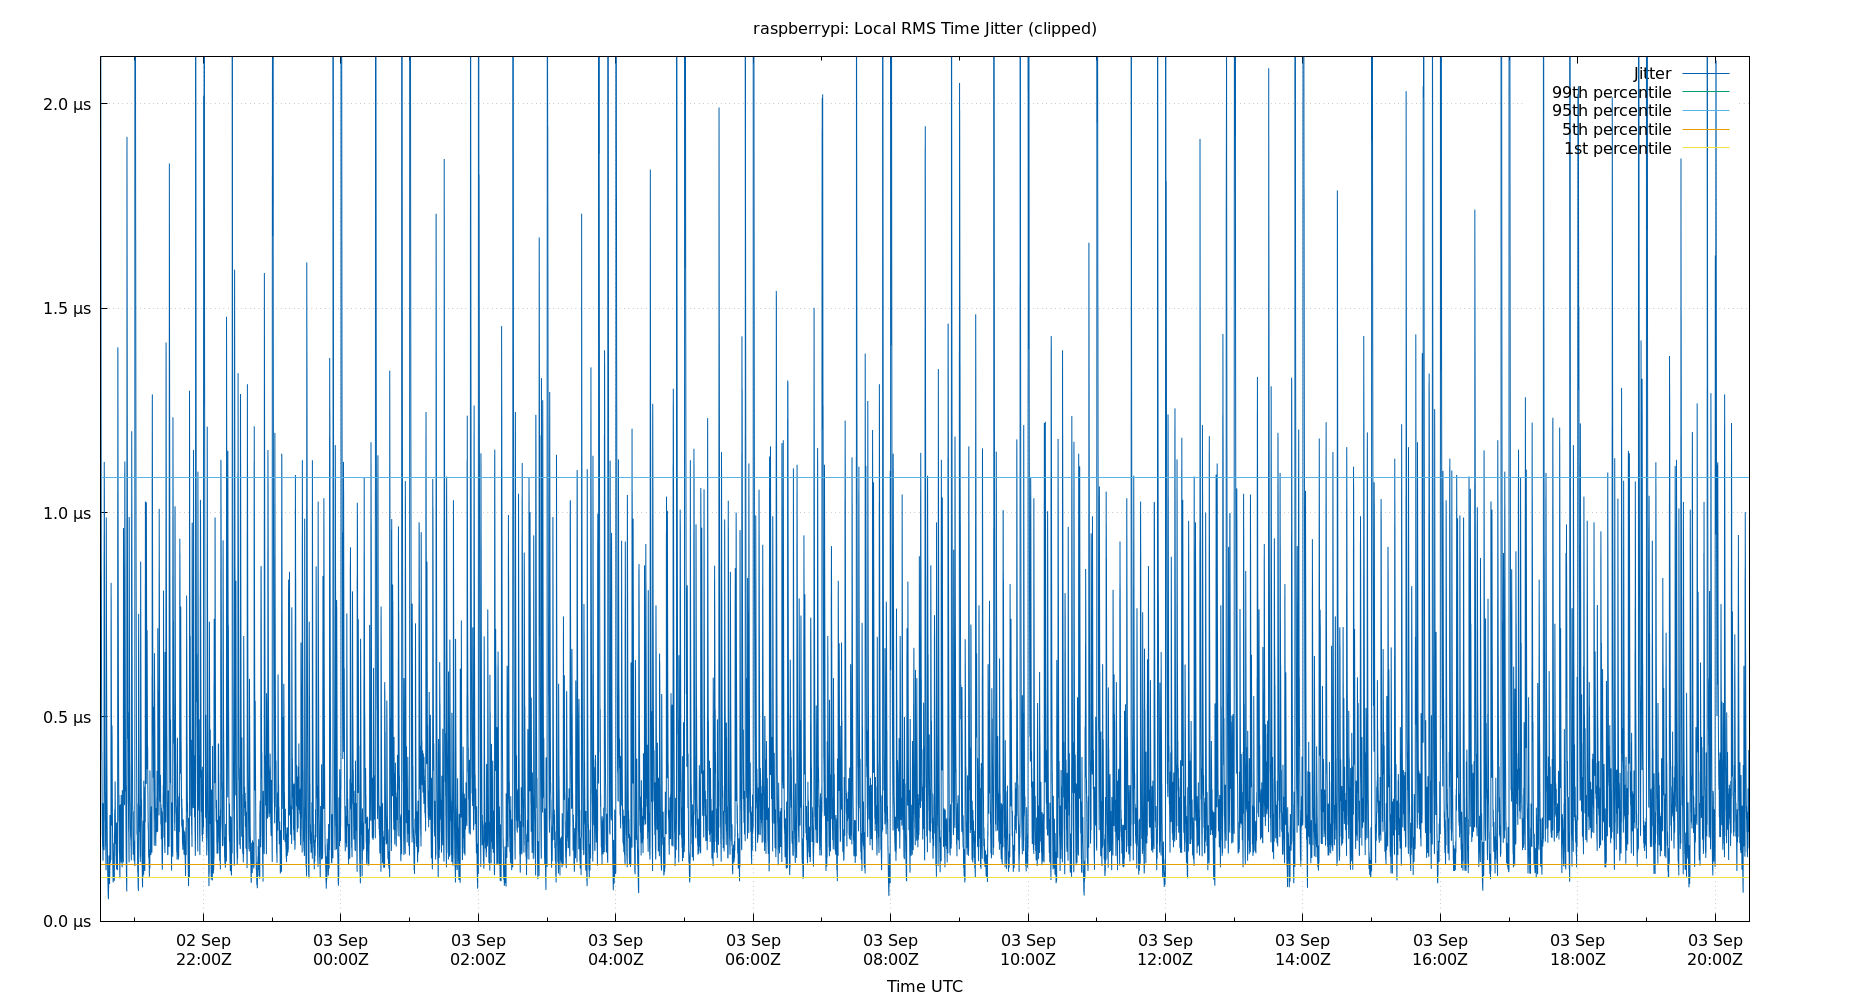 raspberrypi: Local RMS Time Jitter (clipped)
Jitter
99th percentile
95th percentile
5th percentile
1st percentile
2.0 µs
1.5 µs
1.0 µs
0.5 µs
0.0 µs
02 Sep 03 Sep 03 Sep 03 Sep 03 Sep 03 Sep 03 Sep 03 Sep 03 Sep 03 Sep 03 Sep 03 Sep
22:00Z 00:00Z 02:00Z 04:00Z 06:00Z 08:00Z 10:00Z 12:00Z 14:00Z 16:00Z 18:00Z 20:00Z
Time UTC